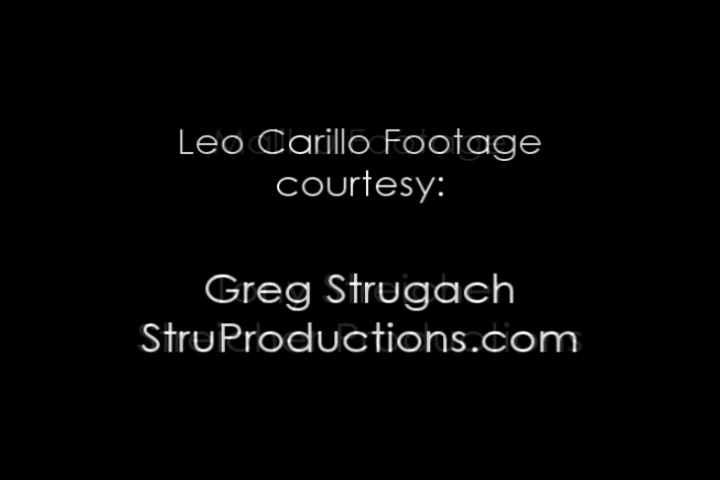 Leo Carillo Footage
courtesy:
Greg Strugach
StruProductions.com